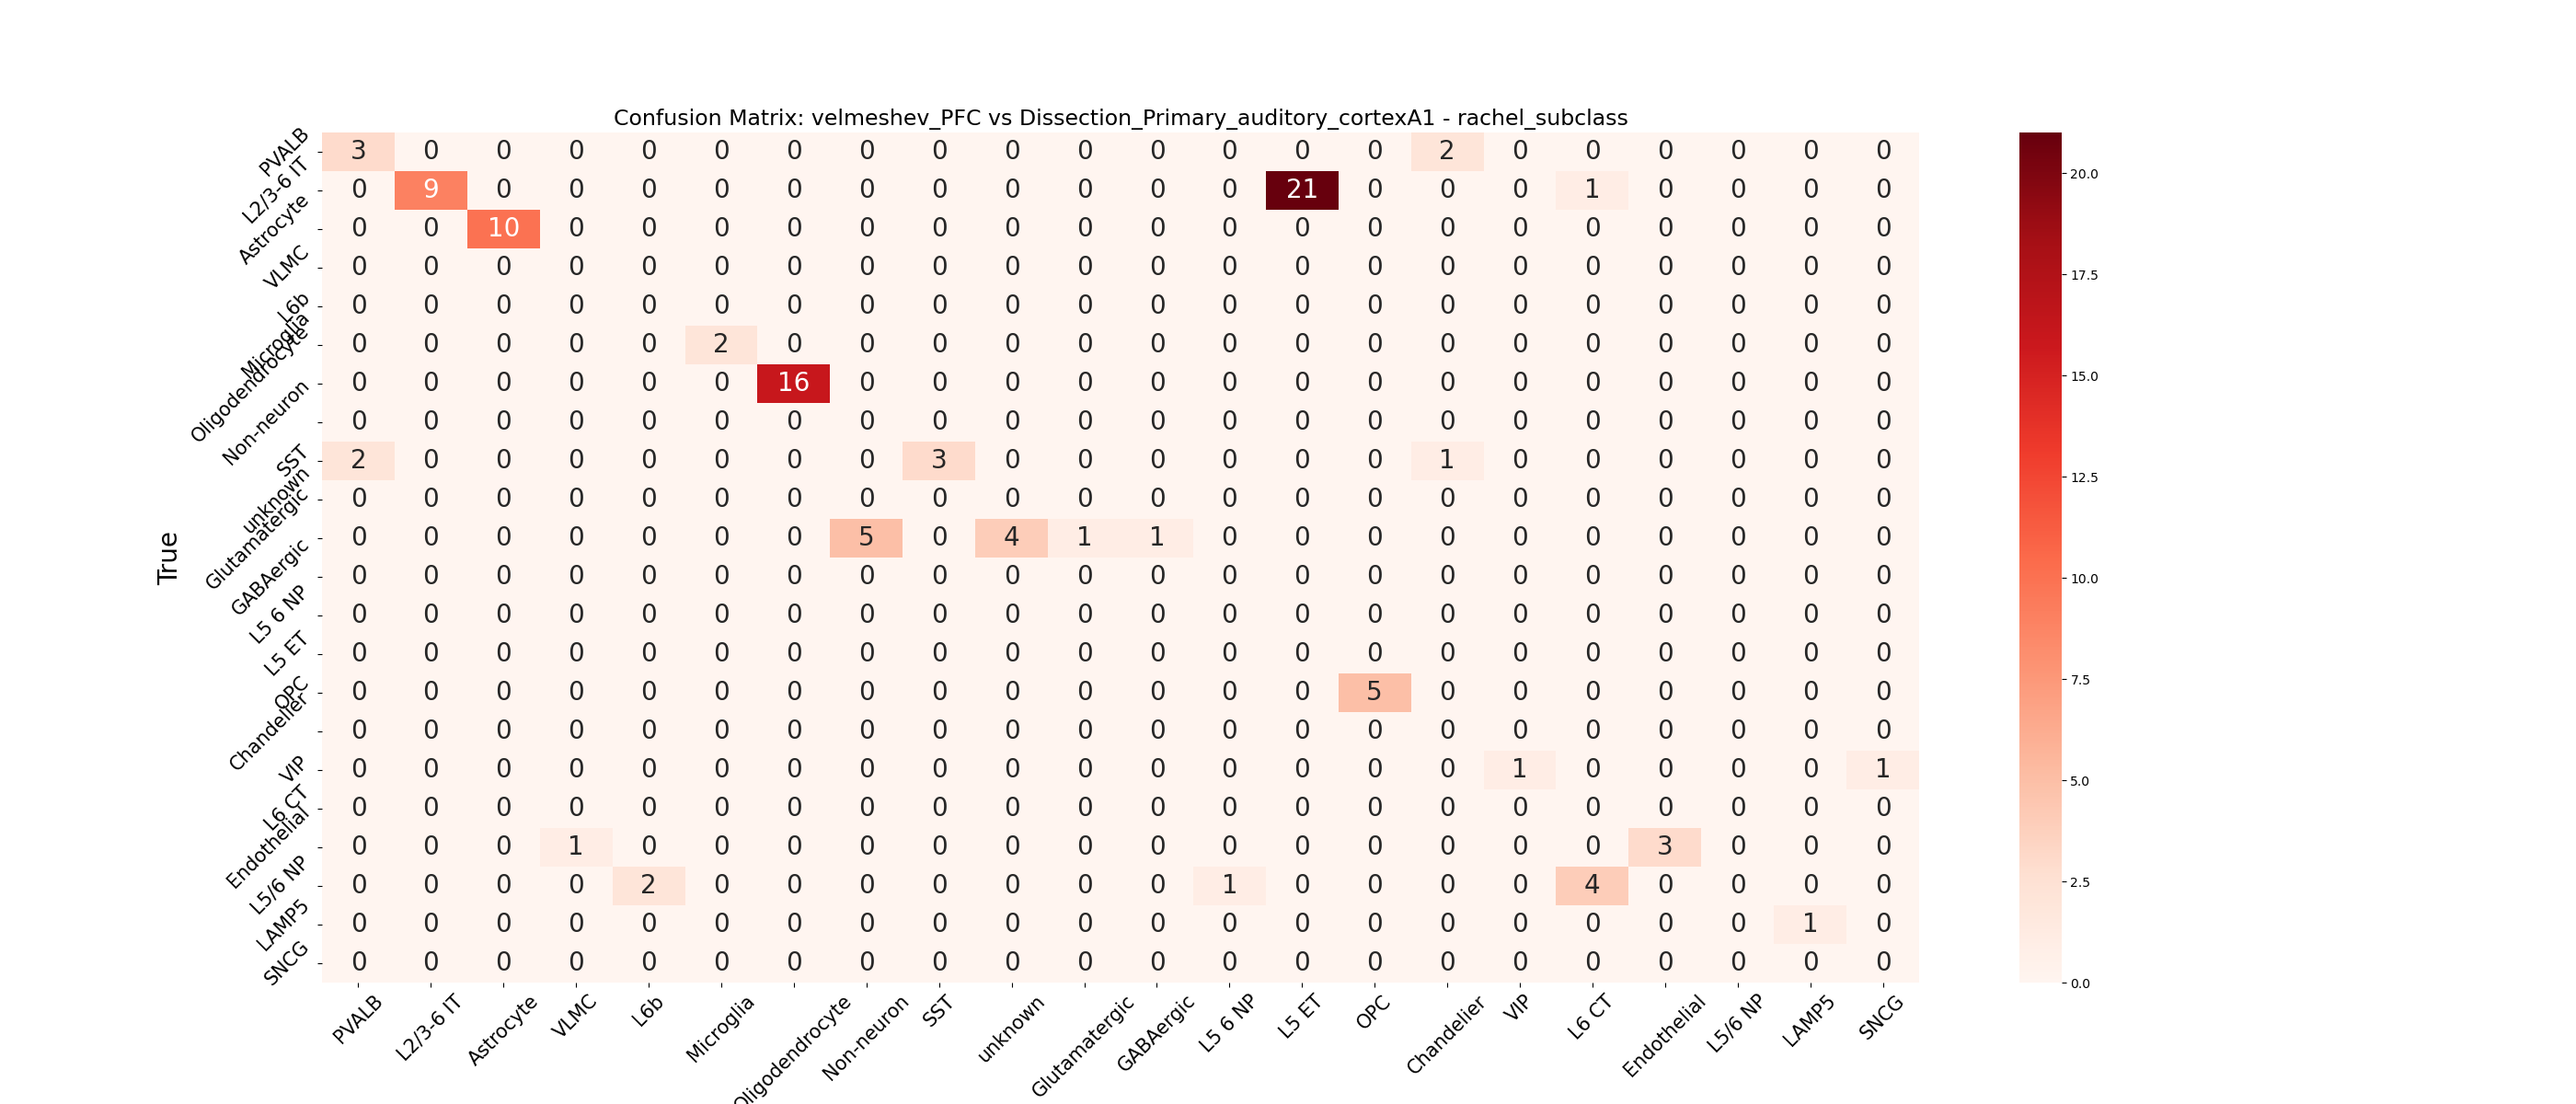 Confusion Matrix: velmeshev_PFC vs Dissection_Primary_auditory_cortexA1 - rachel_subclass
True
PVALB 3 0 0 0 0 0 0 0 0 0 0 0 0 0 0 2 0 0 0 0 0 0
L2/3-6 IT 0 9 0 0 0 0 0 0 0 0 0 0 0 21 0 0 0 1 0 0 0 0
Astrocyte 0 0 10 0 0 0 0 0 0 0 0 0 0 0 0 0 0 0 0 0 0 0
VLMC 0 0 0 0 0 0 0 0 0 0 0 0 0 0 0 0 0 0 0 0 0 0
L6b 0 0 0 0 0 0 0 0 0 0 0 0 0 0 0 0 0 0 0 0 0 0
Microglia 0 0 0 0 0 2 0 0 0 0 0 0 0 0 0 0 0 0 0 0 0 0
Oligodendrocyte 0 0 0 0 0 0 16 0 0 0 0 0 0 0 0 0 0 0 0 0 0 0
Non-neuron 0 0 0 0 0 0 0 0 0 0 0 0 0 0 0 0 0 0 0 0 0 0
SST 2 0 0 0 0 0 0 0 3 0 0 0 0 0 0 1 0 0 0 0 0 0
unknown 0 0 0 0 0 0 0 0 0 0 0 0 0 0 0 0 0 0 0 0 0 0
Glutamatergic 0 0 0 0 0 0 0 5 0 4 1 1 0 0 0 0 0 0 0 0 0 0
GABAergic 0 0 0 0 0 0 0 0 0 0 0 0 0 0 0 0 0 0 0 0 0 0
L5 6 NP 0 0 0 0 0 0 0 0 0 0 0 0 0 0 0 0 0 0 0 0 0 0
L5 ET 0 0 0 0 0 0 0 0 0 0 0 0 0 0 0 0 0 0 0 0 0 0
OPC 0 0 0 0 0 0 0 0 0 0 0 0 0 0 5 0 0 0 0 0 0 0
Chandelier 0 0 0 0 0 0 0 0 0 0 0 0 0 0 0 0 0 0 0 0 0 0
VIP 0 0 0 0 0 0 0 0 0 0 0 0 0 0 0 0 1 0 0 0 0 1
L6 CT 0 0 0 0 0 0 0 0 0 0 0 0 0 0 0 0 0 0 0 0 0 0
Endothelial 0 0 0 1 0 0 0 0 0 0 0 0 0 0 0 0 0 0 3 0 0 0
L5/6 NP 0 0 0 0 2 0 0 0 0 0 0 0 1 0 0 0 0 4 0 0 0 0
LAMP5 0 0 0 0 0 0 0 0 0 0 0 0 0 0 0 0 0 0 0 0 1 0
SNCG 0 0 0 0 0 0 0 0 0 0 0 0 0 0 0 0 0 0 0 0 0 0
PVALB L2/3-6 IT Astrocyte VLMC L6b Microglia Oligodendrocyte Non-neuron SST unknown Glutamatergic GABAergic L5 6 NP L5 ET OPC Chandelier VIP L6 CT Endothelial L5/6 NP LAMP5 SNCG
20.0
17.5
15.0
12.5
10.0
7.5
5.0
2.5
0.0